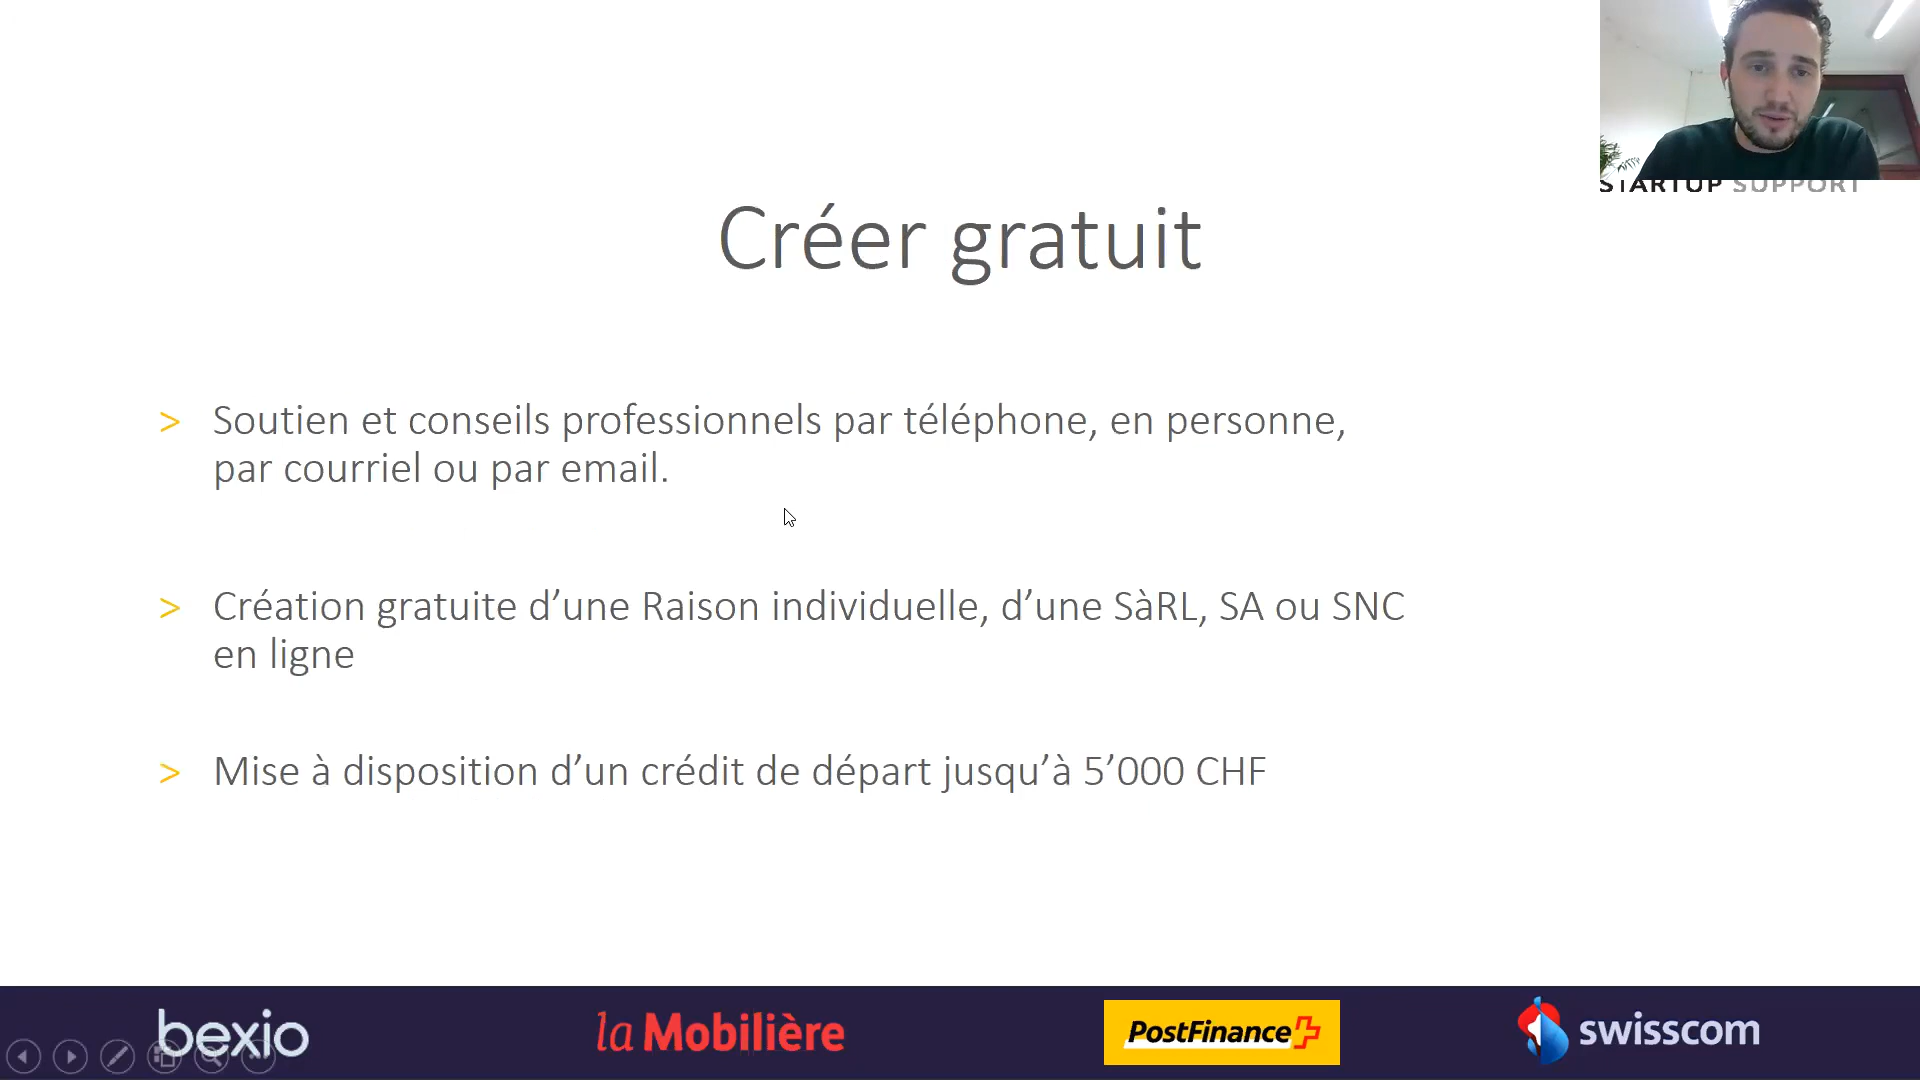 STARTUP SUPPORT
Créer gratuit
> Soutien et conseils professionnels par téléphone, en personne,
par courriel ou par email.
> Création gratuite d’une Raison individuelle, d’une SàRL, SA ou SNC
en ligne
> Mise à disposition d’un crédit de départ jusqu’à 5’000 CHF
bexio
la Mobilière
PostFinance
swisscom